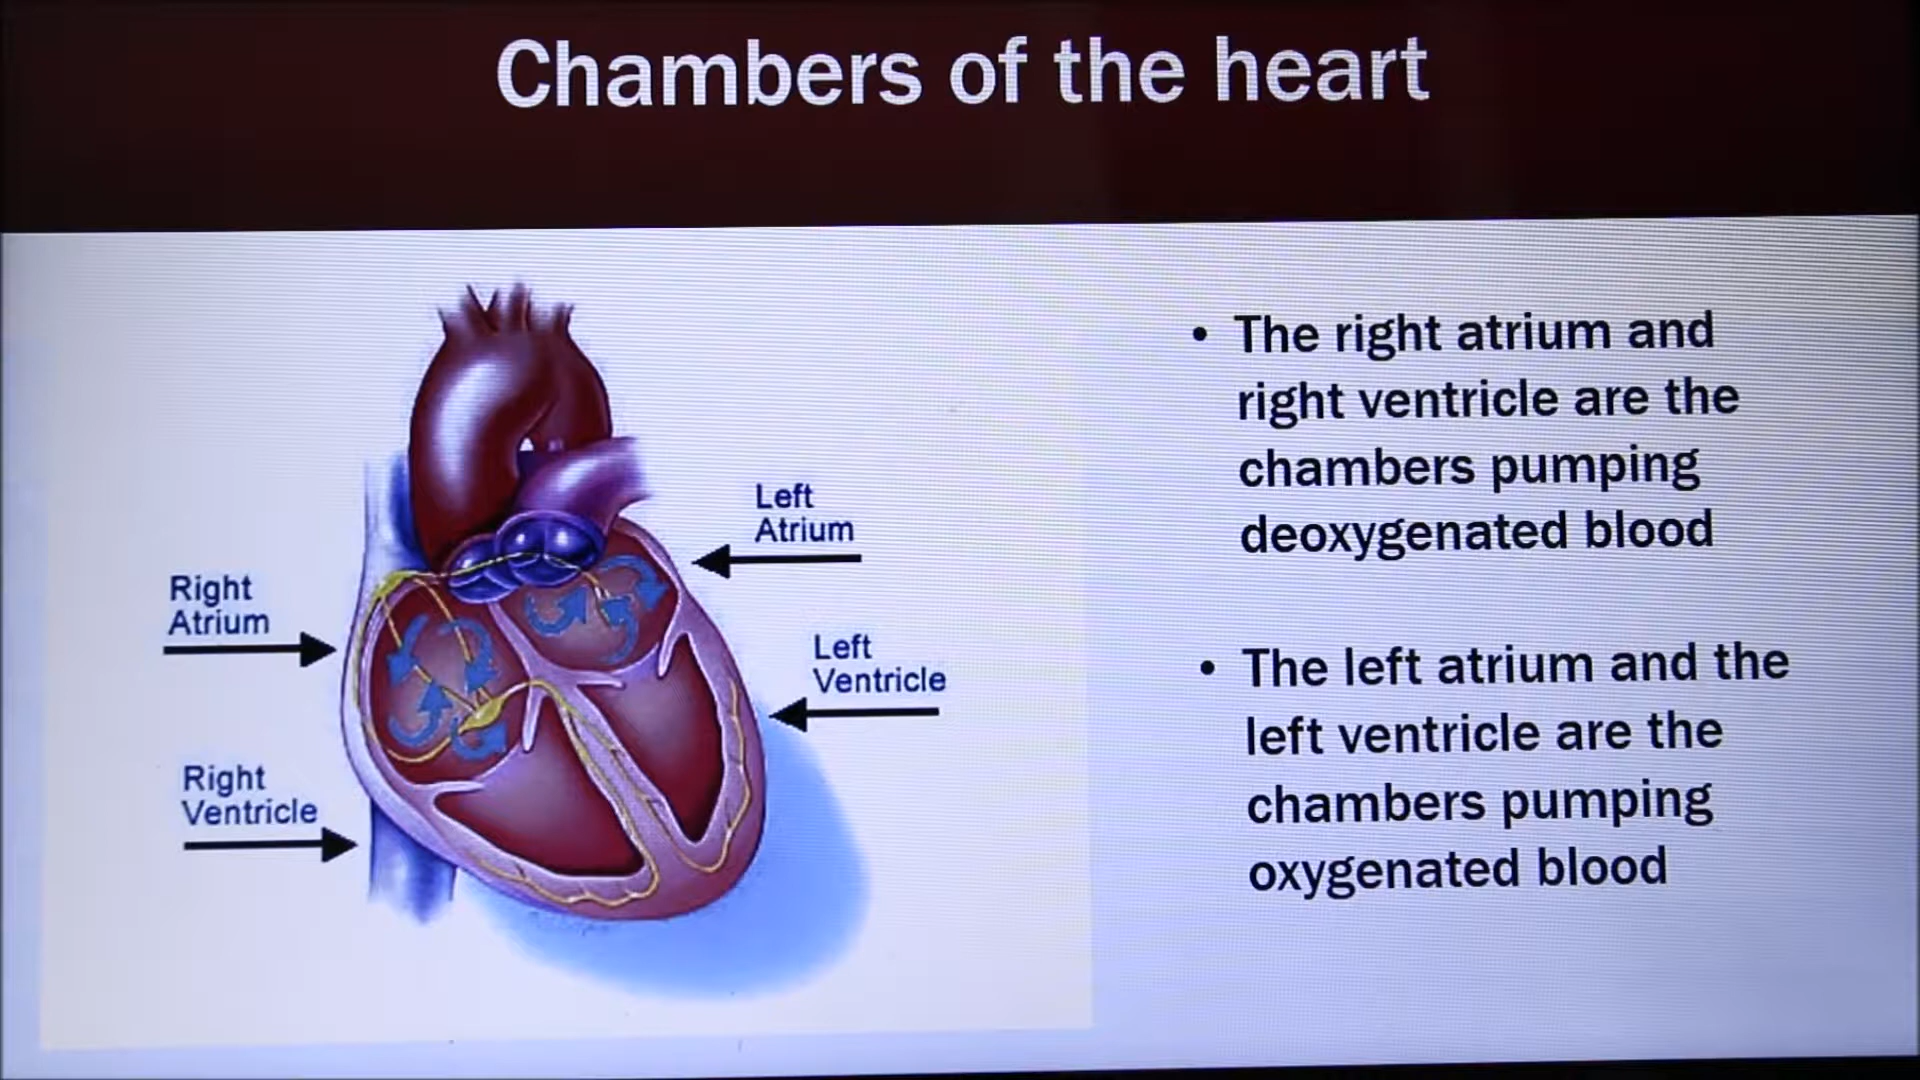 Chambers of the heart
Left
Atrium
Right
Atrium
Left
Ventricle
Right
Ventricle
• The right atrium and
right ventricle are the
chambers pumping
deoxygenated blood
• The left atrium and the
left ventricle are the
chambers pumping
oxygenated blood